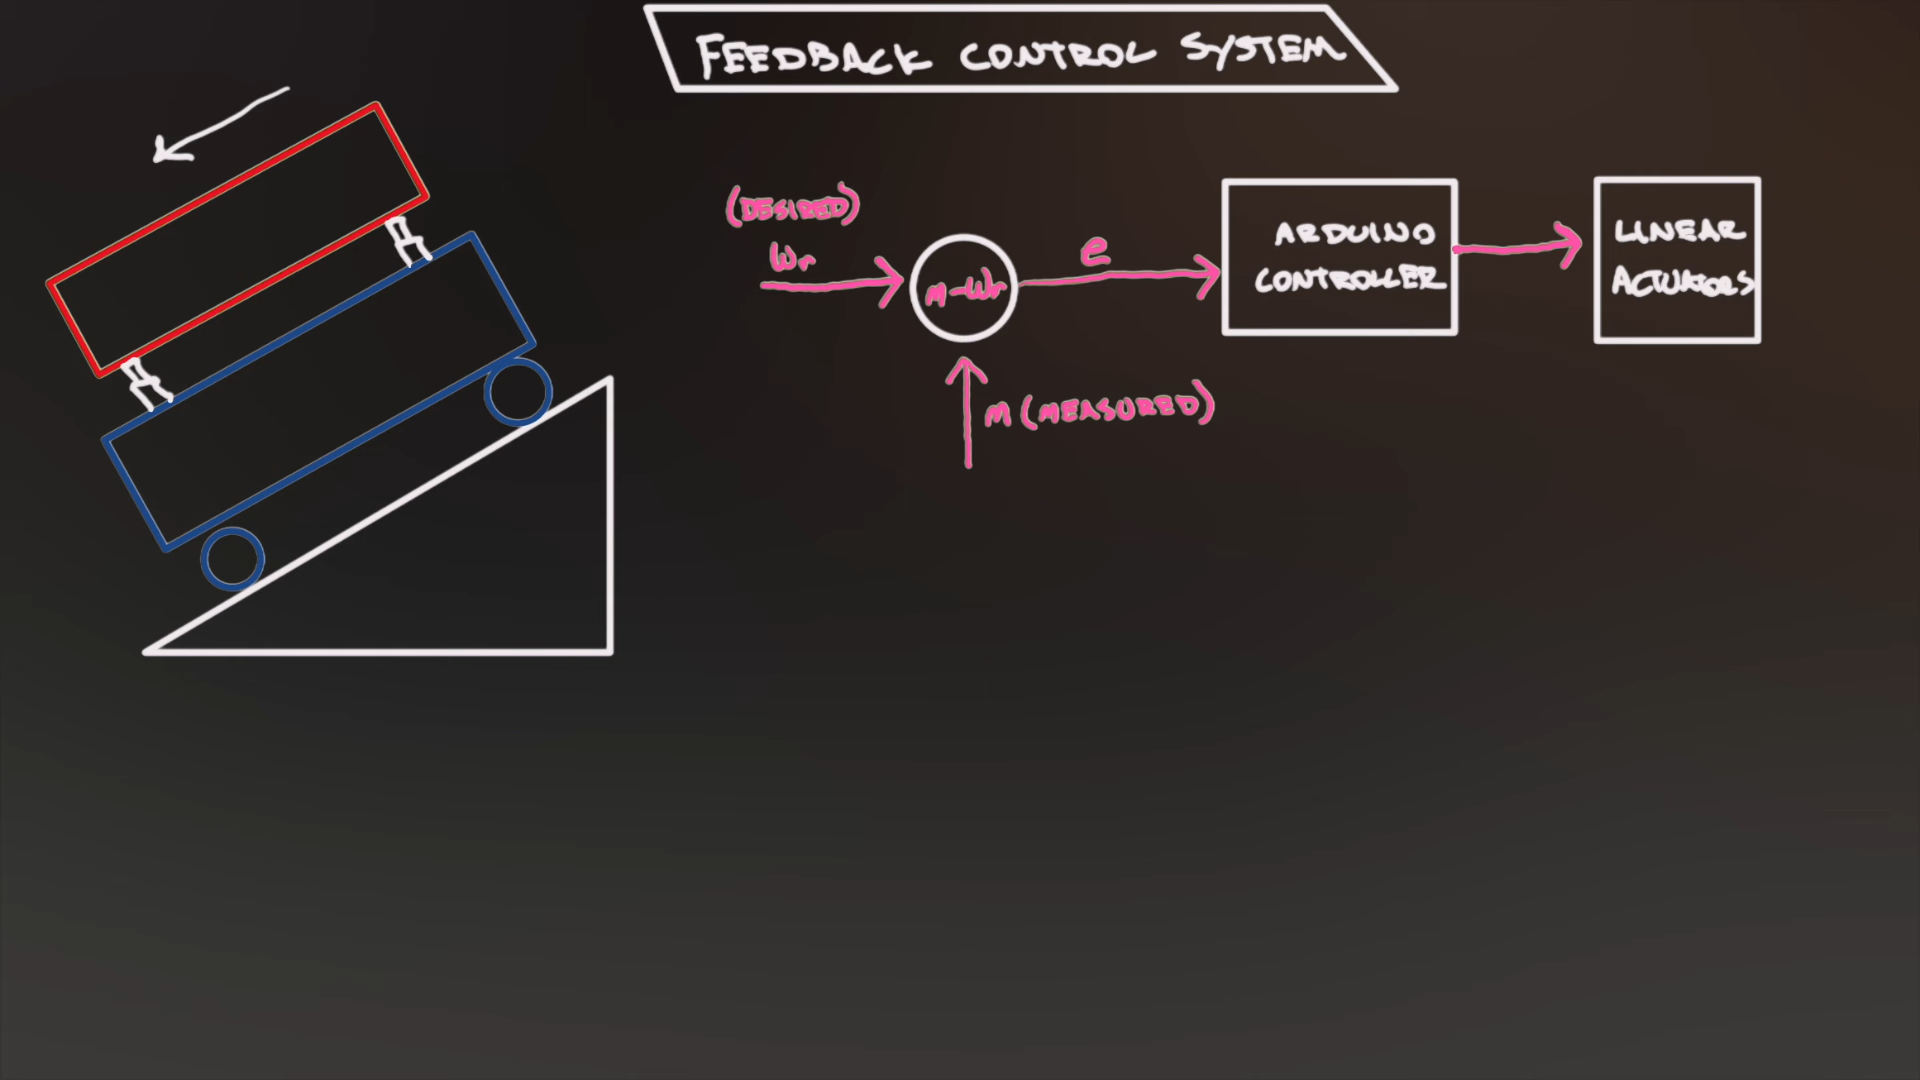 FEEDBACK CONTROL SYSTEM
(DESIRED)
Wr
m-Wr
e
M (MEASURED)
ARDUINO
CONTROLLER
LINEAR
ACTUATORS